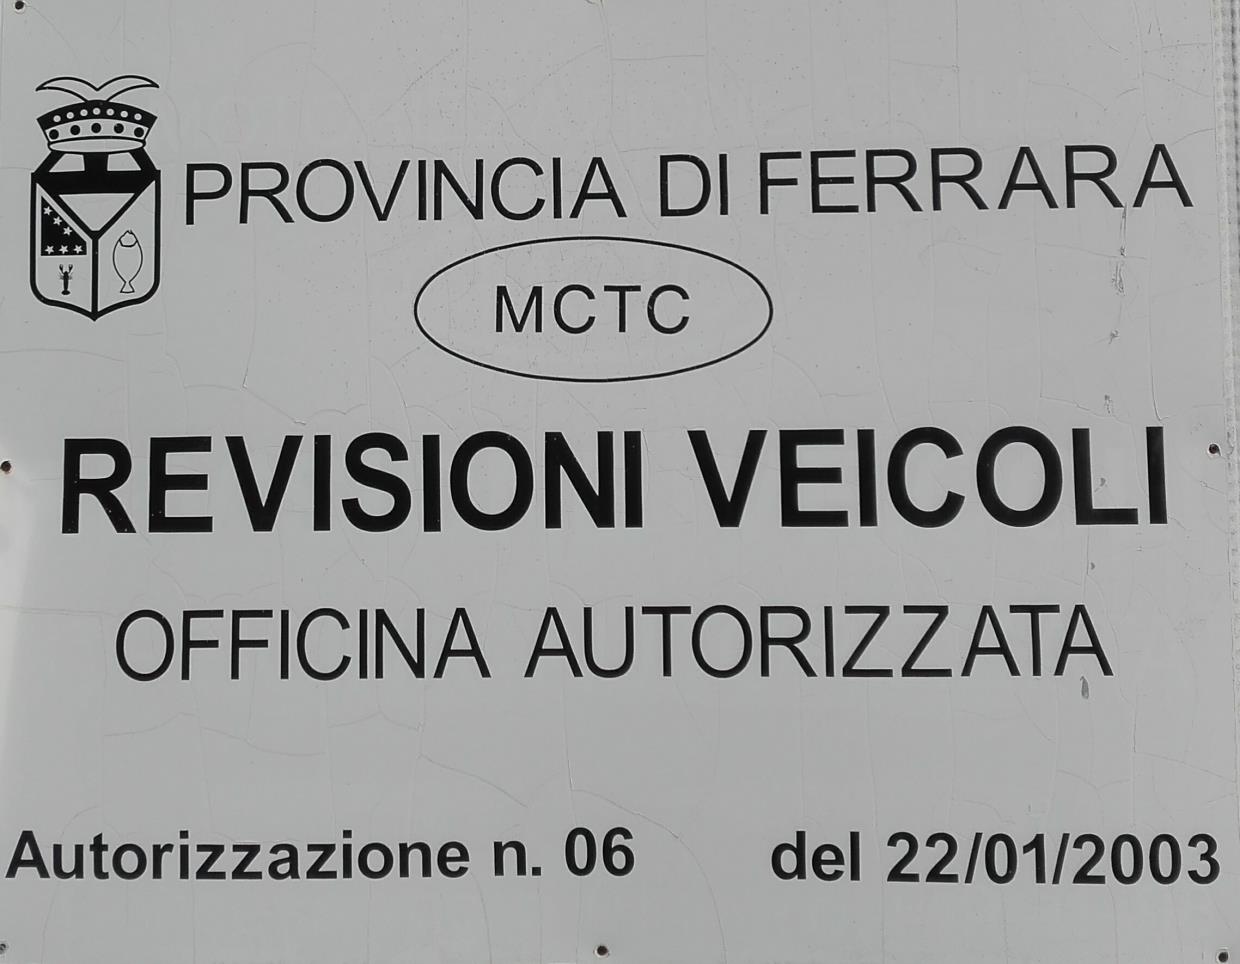 PROVINCIA DI FERRARA
MCTC
REVISIONI VEICOLI
OFFICINA AUTORIZZATA
Autorizzazione n. 06 del 22/01/2003